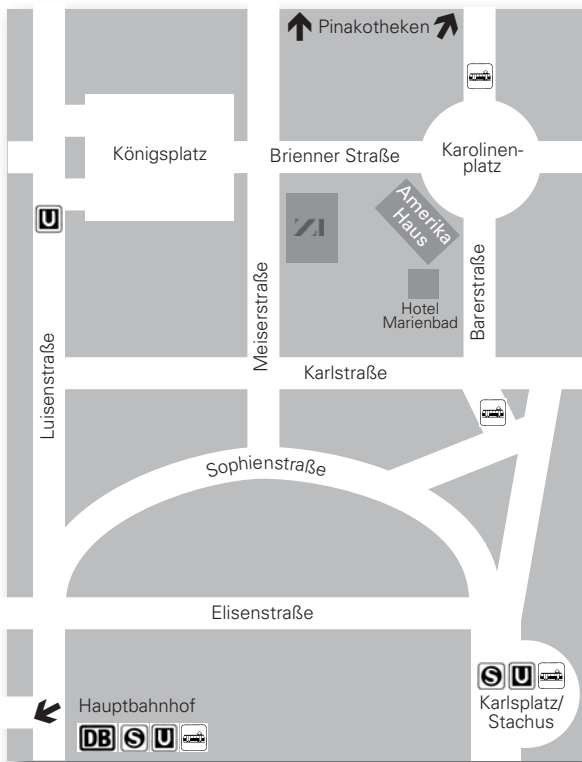 Pinakotheken
Königsplatz
Brienner Straße
Karolinen-
platz
Amerika
Haus
ZI
U
Hotel
Marienbad
Meiserstraße
Barerstraße
Luisenstraße
Karlstraße
Sophienstraße
Elisenstraße
Hauptbahnhof
DB S U
S U
Karlsplatz/
Stachus